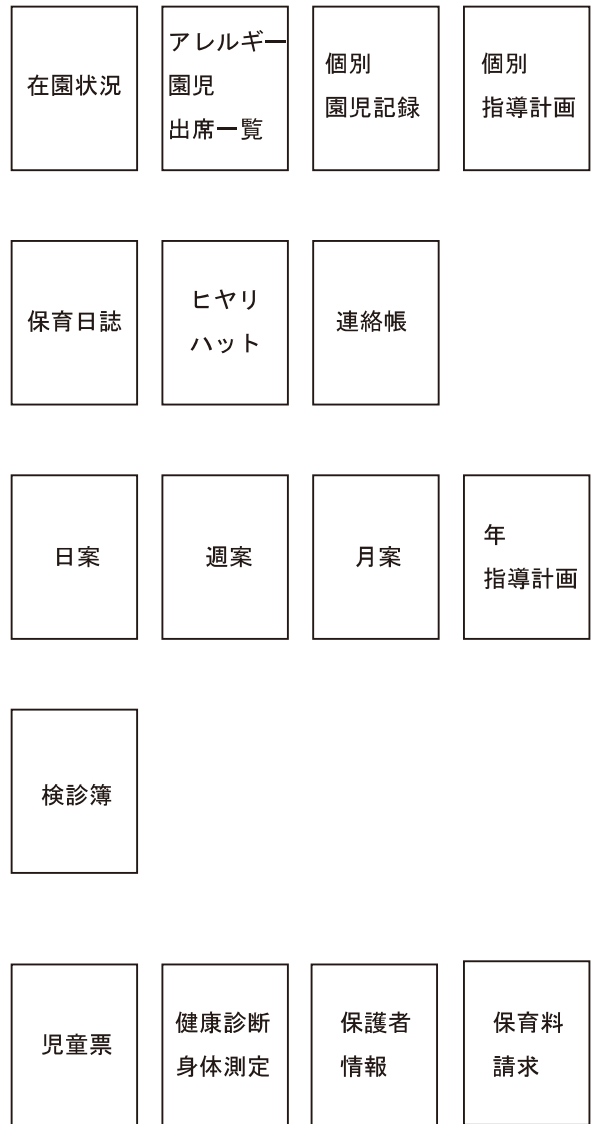 在園状況
アレルギー
園児
出席一覧
個別
園児記録
個別
指導計画
保育日誌
ヒヤリ
ハット
連絡帳
日案
週案
月案
年
指導計画
検診簿
児童票
健康診断
身体測定
保護者
情報
保育料
請求